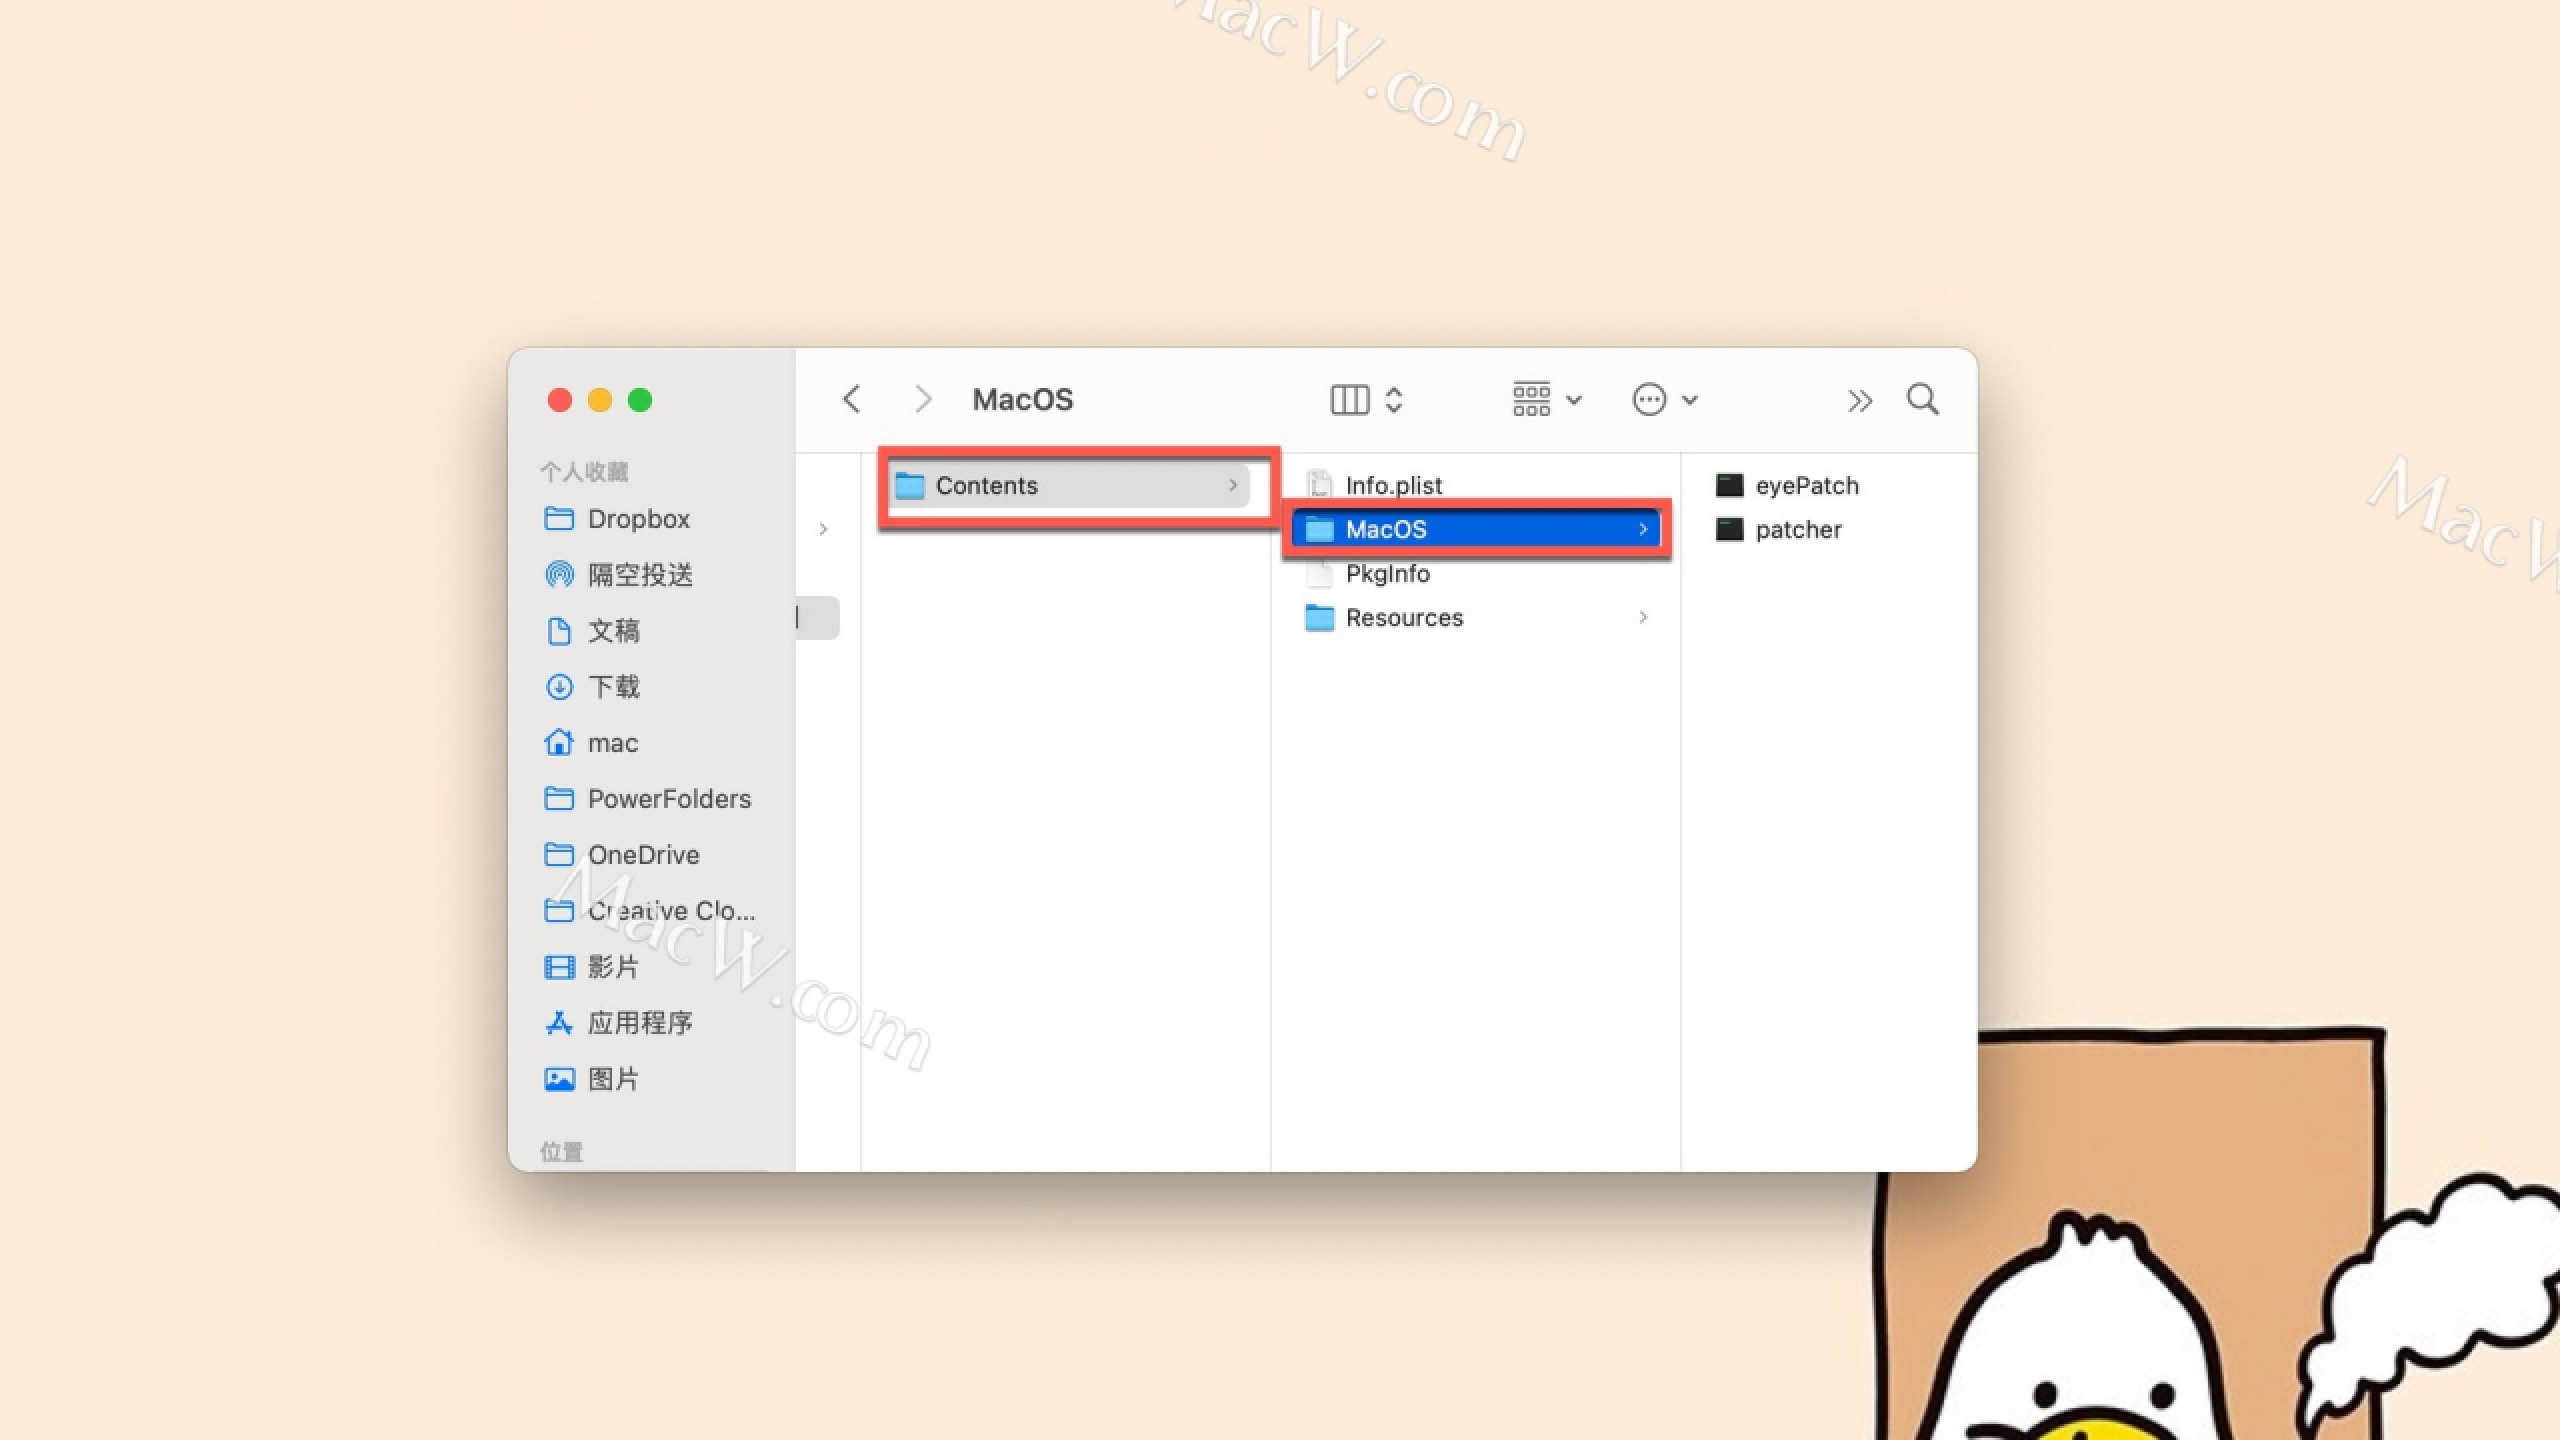 MacW.com
MacOS
个人收藏
Dropbox
隔空投送
文稿
下载
mac
PowerFolders
OneDrive
Creative Clo...
影片
应用程序
图片
位置
Contents
Info.plist
MacOS
PkgInfo
Resources
eyePatch
patcher
MacW.com
MacW